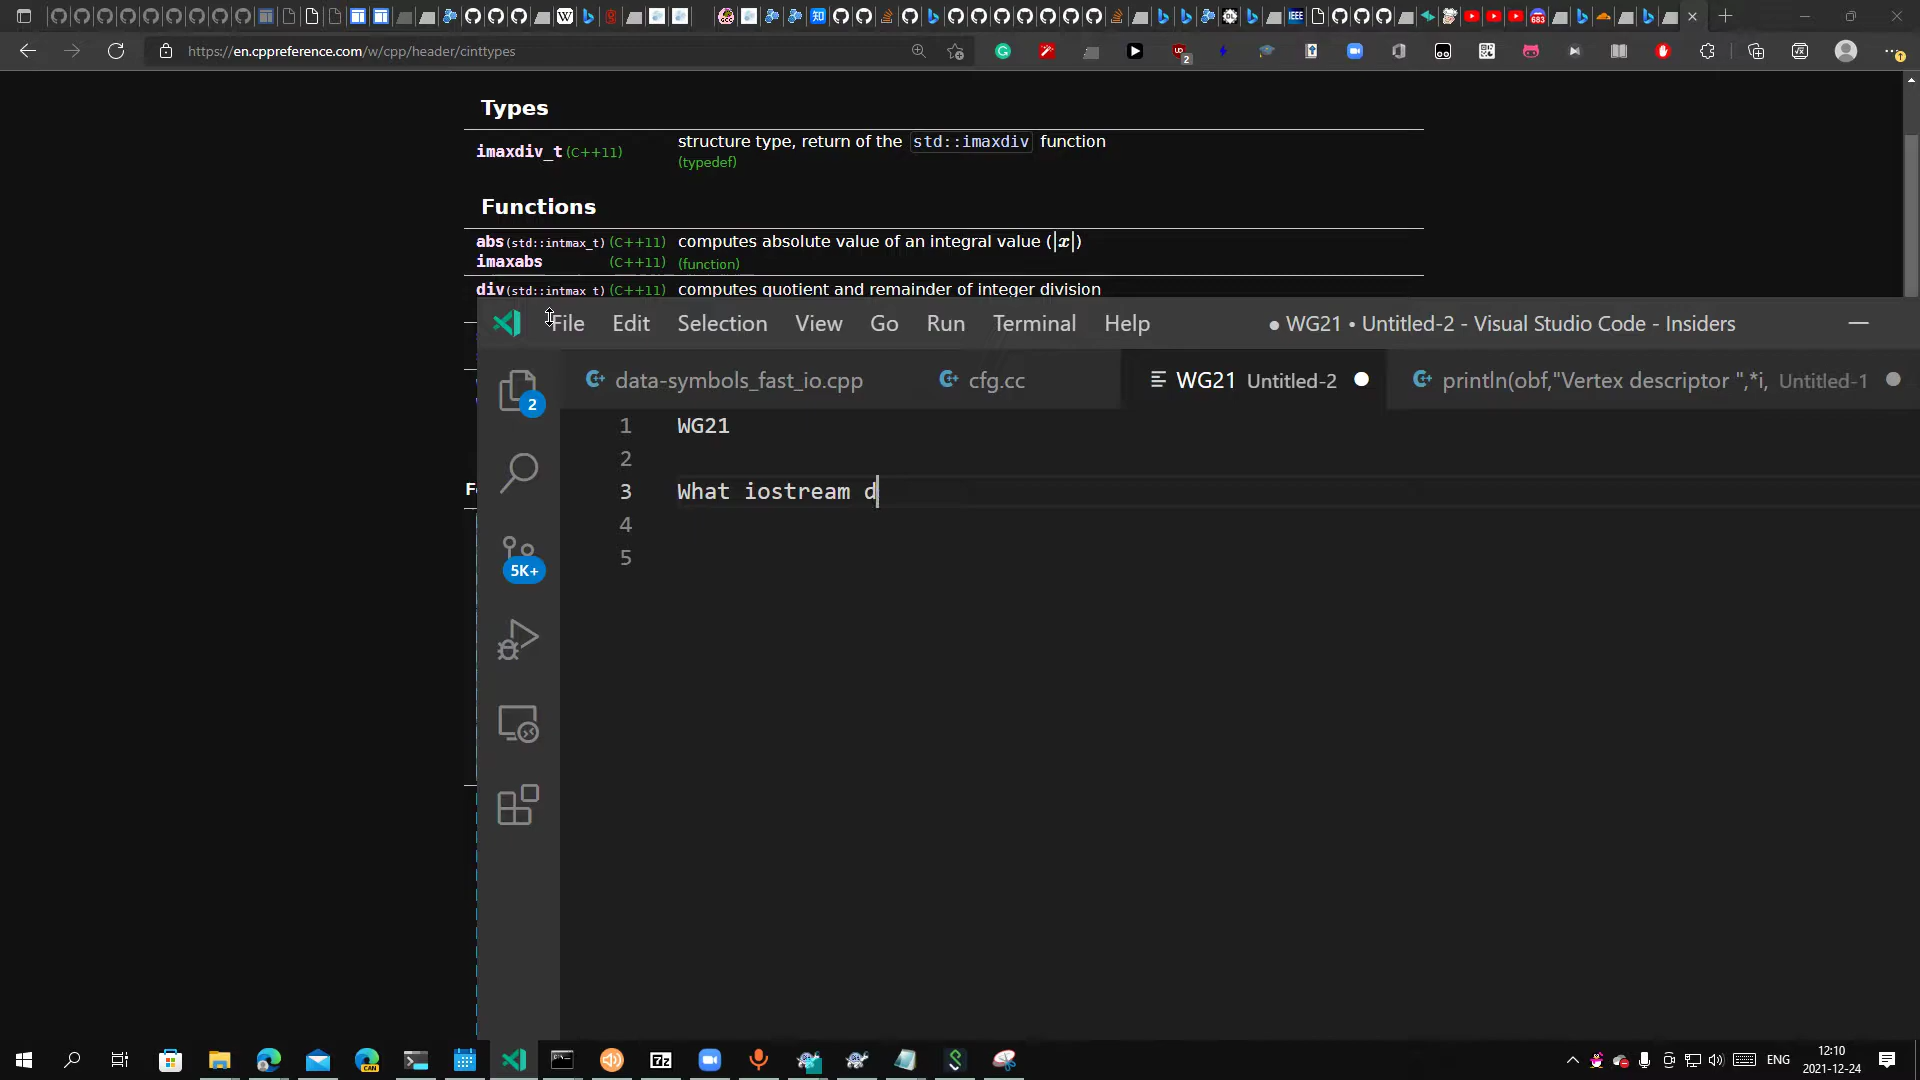 683
https://en.cppreference.com/w/cpp/header/cinttypes
2
Types
imaxdiv_t (C++11) structure type, return of the std::imaxdiv function
(typedef)
Functions
abs(std::intmax_t) (C++11) computes absolute value of an integral value (|x|)
imaxabs (C++11) (function)
div(std::intmax_t) (C++11) computes quotient and remainder of integer division
File Edit Selection View Go Run Terminal Help ● WG21 • Untitled-2 - Visual Studio Code - Insiders
data-symbols_fast_io.cpp cfg.cc WG21 Untitled-2 println(obf,"Vertex descriptor ",*i, Untitled-1
2
1 WG21
2
3 What iostream d
4
5
5K+
ENG
12:10
2021-12-24